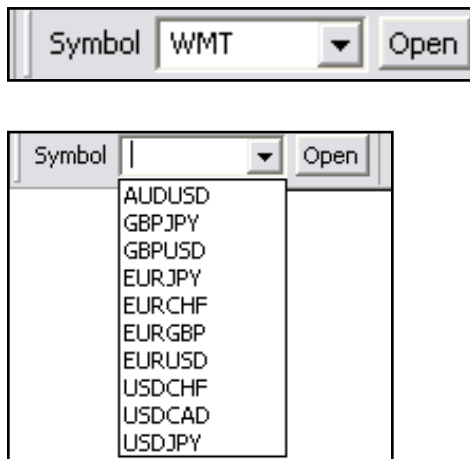 Symbol WMT Open
Symbol Open
AUDUSD
GBPJPY
GBPUSD
EURJPY
EURCHF
EURGBP
EURUSD
USDCHF
USDCAD
USDJPY